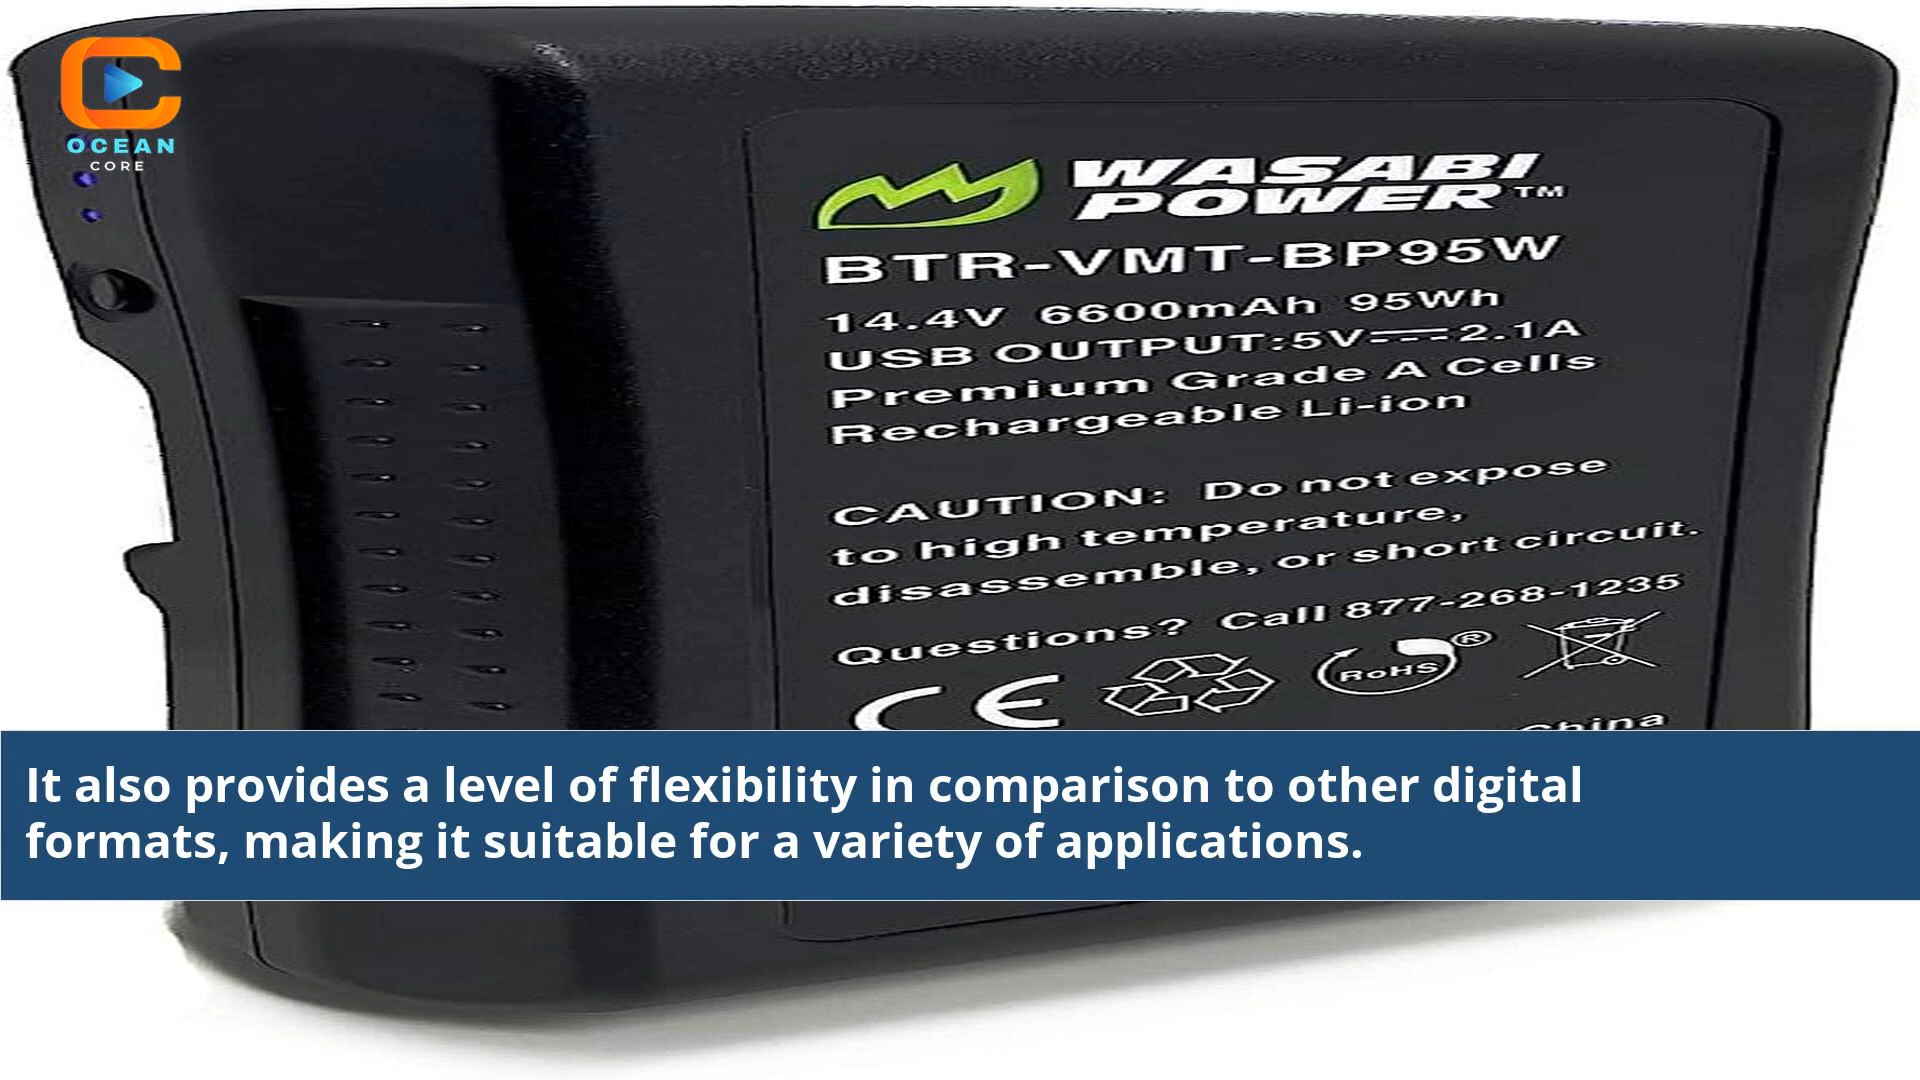 OCEAN
CORE
WASABI
POWER™
BTR-VMT-BP95W
14.4V 6600mAh 95Wh
USB OUTPUT:5V⎓2.1A
Premium Grade A Cells
Rechargeable Li-ion
CAUTION: Do not expose
to high temperature,
disassemble, or short circuit.
Questions? Call 877-268-1235
CE
RoHS®
China
It also provides a level of flexibility in comparison to other digital
formats, making it suitable for a variety of applications.